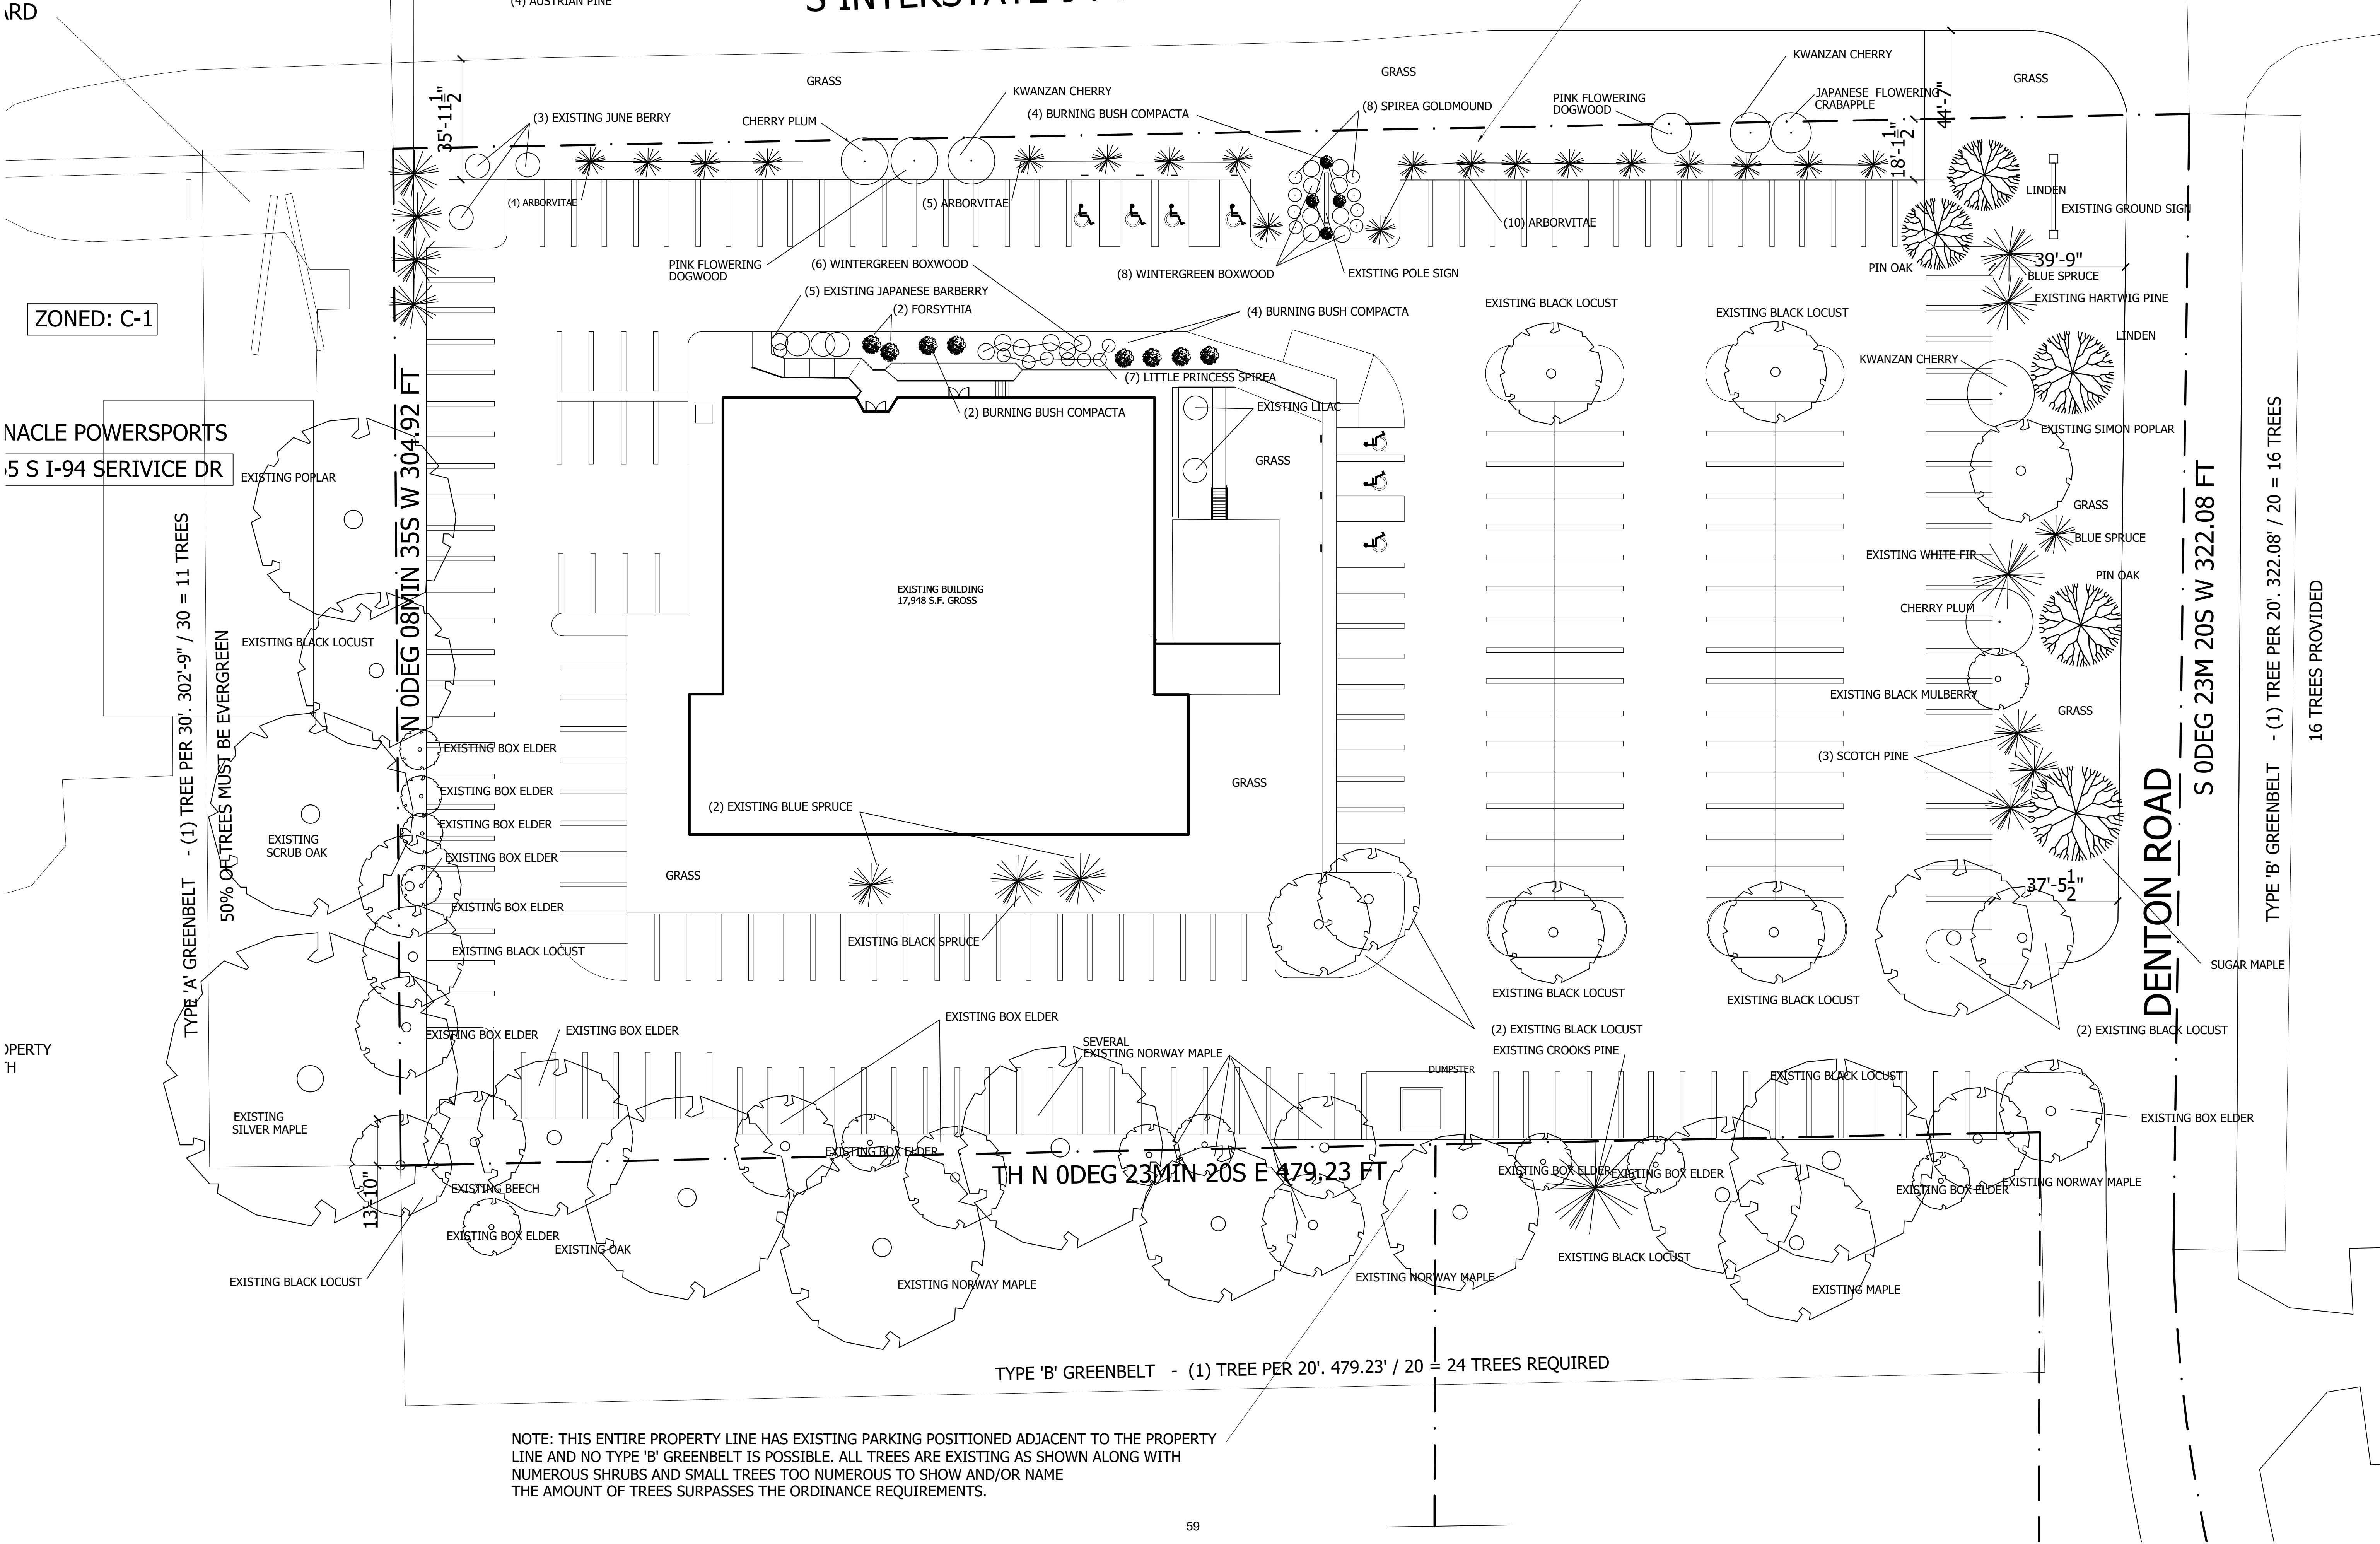 ARD
(4) AUSTRIAN PINE
GRASS
35'-11 1/2"
(3) EXISTING JUNE BERRY
CHERRY PLUM
KWANZAN CHERRY
(4) BURNING BUSH COMPACTA
GRASS
(8) SPIREA GOLDMOUND
PINK FLOWERING
DOGWOOD
KWANZAN CHERRY
JAPANESE FLOWERING
CRABAPPLE
44'-7"
18'-1 1/2"
GRASS
(4) ARBORVITAE
(5) ARBORVITAE
(10) ARBORVITAE
LINDEN
EXISTING GROUND SIGN
PINK FLOWERING
DOGWOOD
(6) WINTERGREEN BOXWOOD
(8) WINTERGREEN BOXWOOD
EXISTING POLE SIGN
PIN OAK
39'-9"
BLUE SPRUCE
EXISTING HARTWIG PINE
(5) EXISTING JAPANESE BARBERRY
(2) FORSYTHIA
(4) BURNING BUSH COMPACTA
EXISTING BLACK LOCUST
EXISTING BLACK LOCUST
ZONED: C-1
LINDEN
KWANZAN CHERRY
(7) LITTLE PRINCESS SPIREA
(2) BURNING BUSH COMPACTA
EXISTING LILAC
NACLE POWERSPORTS
5 S I-94 SERIVICE DR
EXISTING SIMON POPLAR
GRASS
EXISTING POPLAR
N 0DEG 08MIN 35S W 304.92 FT
S 0DEG 23M 20S W 322.08 FT
GRASS
BLUE SPRUCE
EXISTING WHITE FIR
PIN OAK
EXISTING BUILDING
17,948 S.F. GROSS
CHERRY PLUM
EXISTING BLACK LOCUST
EXISTING BLACK MULBERRY
GRASS
TYPE 'A' GREENBELT - (1) TREE PER 30'. 302'-9" / 30 = 11 TREES
50% OF TREES MUST BE EVERGREEN
TYPE 'B' GREENBELT - (1) TREE PER 20'. 322.08' / 20 = 16 TREES
16 TREES PROVIDED
EXISTING BOX ELDER
(3) SCOTCH PINE
GRASS
EXISTING BOX ELDER
(2) EXISTING BLUE SPRUCE
EXISTING BOX ELDER
EXISTING
SCRUB OAK
EXISTING BOX ELDER
GRASS
37'-5 1/2"
DENTON ROAD
EXISTING BOX ELDER
EXISTING BLACK SPRUCE
EXISTING BLACK LOCUST
SUGAR MAPLE
EXISTING BLACK LOCUST
EXISTING BLACK LOCUST
EXISTING BOX ELDER
EXISTING BOX ELDER
EXISTING BOX ELDER
(2) EXISTING BLACK LOCUST
(2) EXISTING BLACK LOCUST
SEVERAL
EXISTING NORWAY MAPLE
EXISTING CROOKS PINE
DUMPSTER
EXISTING BLACK LOCUST
EXISTING
SILVER MAPLE
EXISTING BOX ELDER
EXISTING BOX ELDER
TH N 0DEG 23MIN 20S E 479.23 FT
EXISTING BOX ELDER
EXISTING BOX ELDER
EXISTING BOX ELDER
EXISTING NORWAY MAPLE
EXISTING BEECH
13'-10"
EXISTING BOX ELDER
EXISTING OAK
EXISTING BLACK LOCUST
EXISTING NORWAY MAPLE
EXISTING NORWAY MAPLE
EXISTING BLACK LOCUST
EXISTING MAPLE
TYPE 'B' GREENBELT - (1) TREE PER 20'. 479.23' / 20 = 24 TREES REQUIRED
NOTE: THIS ENTIRE PROPERTY LINE HAS EXISTING PARKING POSITIONED ADJACENT TO THE PROPERTY
LINE AND NO TYPE 'B' GREENBELT IS POSSIBLE. ALL TREES ARE EXISTING AS SHOWN ALONG WITH
NUMEROUS SHRUBS AND SMALL TREES TOO NUMEROUS TO SHOW AND/OR NAME
THE AMOUNT OF TREES SURPASSES THE ORDINANCE REQUIREMENTS.
59